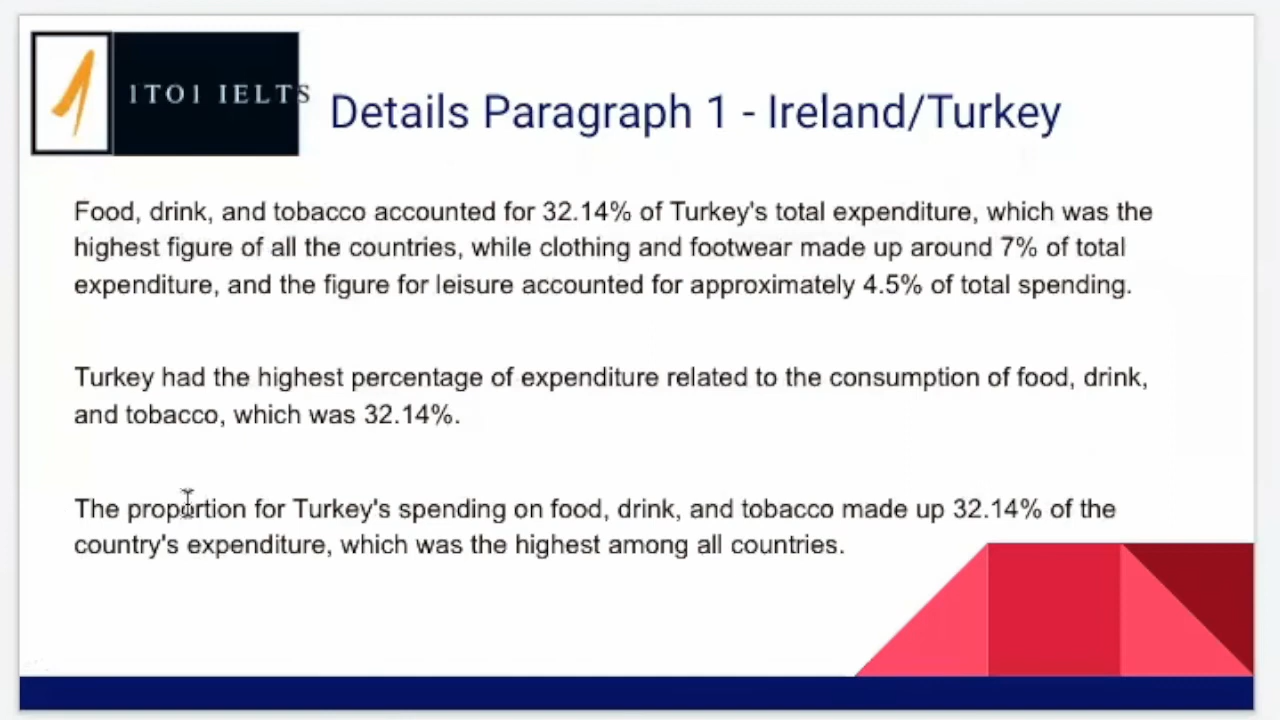 1TO1 IELTS
Details Paragraph 1 - Ireland/Turkey
Food, drink, and tobacco accounted for 32.14% of Turkey's total expenditure, which was the
highest figure of all the countries, while clothing and footwear made up around 7% of total
expenditure, and the figure for leisure accounted for approximately 4.5% of total spending.
Turkey had the highest percentage of expenditure related to the consumption of food, drink,
and tobacco, which was 32.14%.
The proportion for Turkey's spending on food, drink, and tobacco made up 32.14% of the
country's expenditure, which was the highest among all countries.